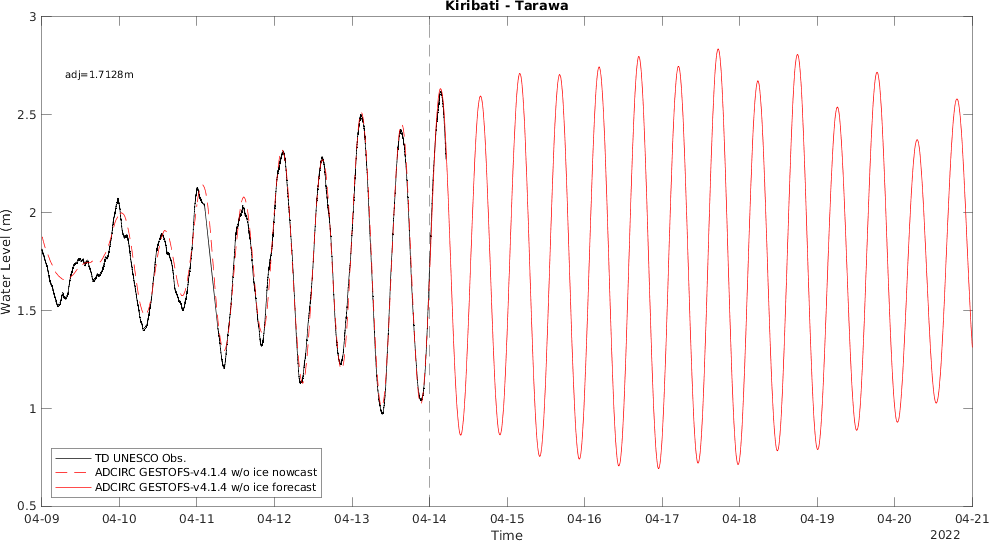 Kiribati - Tarawa
adj=1.7128m
Water Level (m)
3
2.5
2
1.5
1
0.5
TD UNESCO Obs.
ADCIRC GESTOFS-v4.1.4 w/o ice nowcast
ADCIRC GESTOFS-v4.1.4 w/o ice forecast
04-09 04-10 04-11 04-12 04-13 04-14 04-15 04-16 04-17 04-18 04-19 04-20 04-21
Time
2022